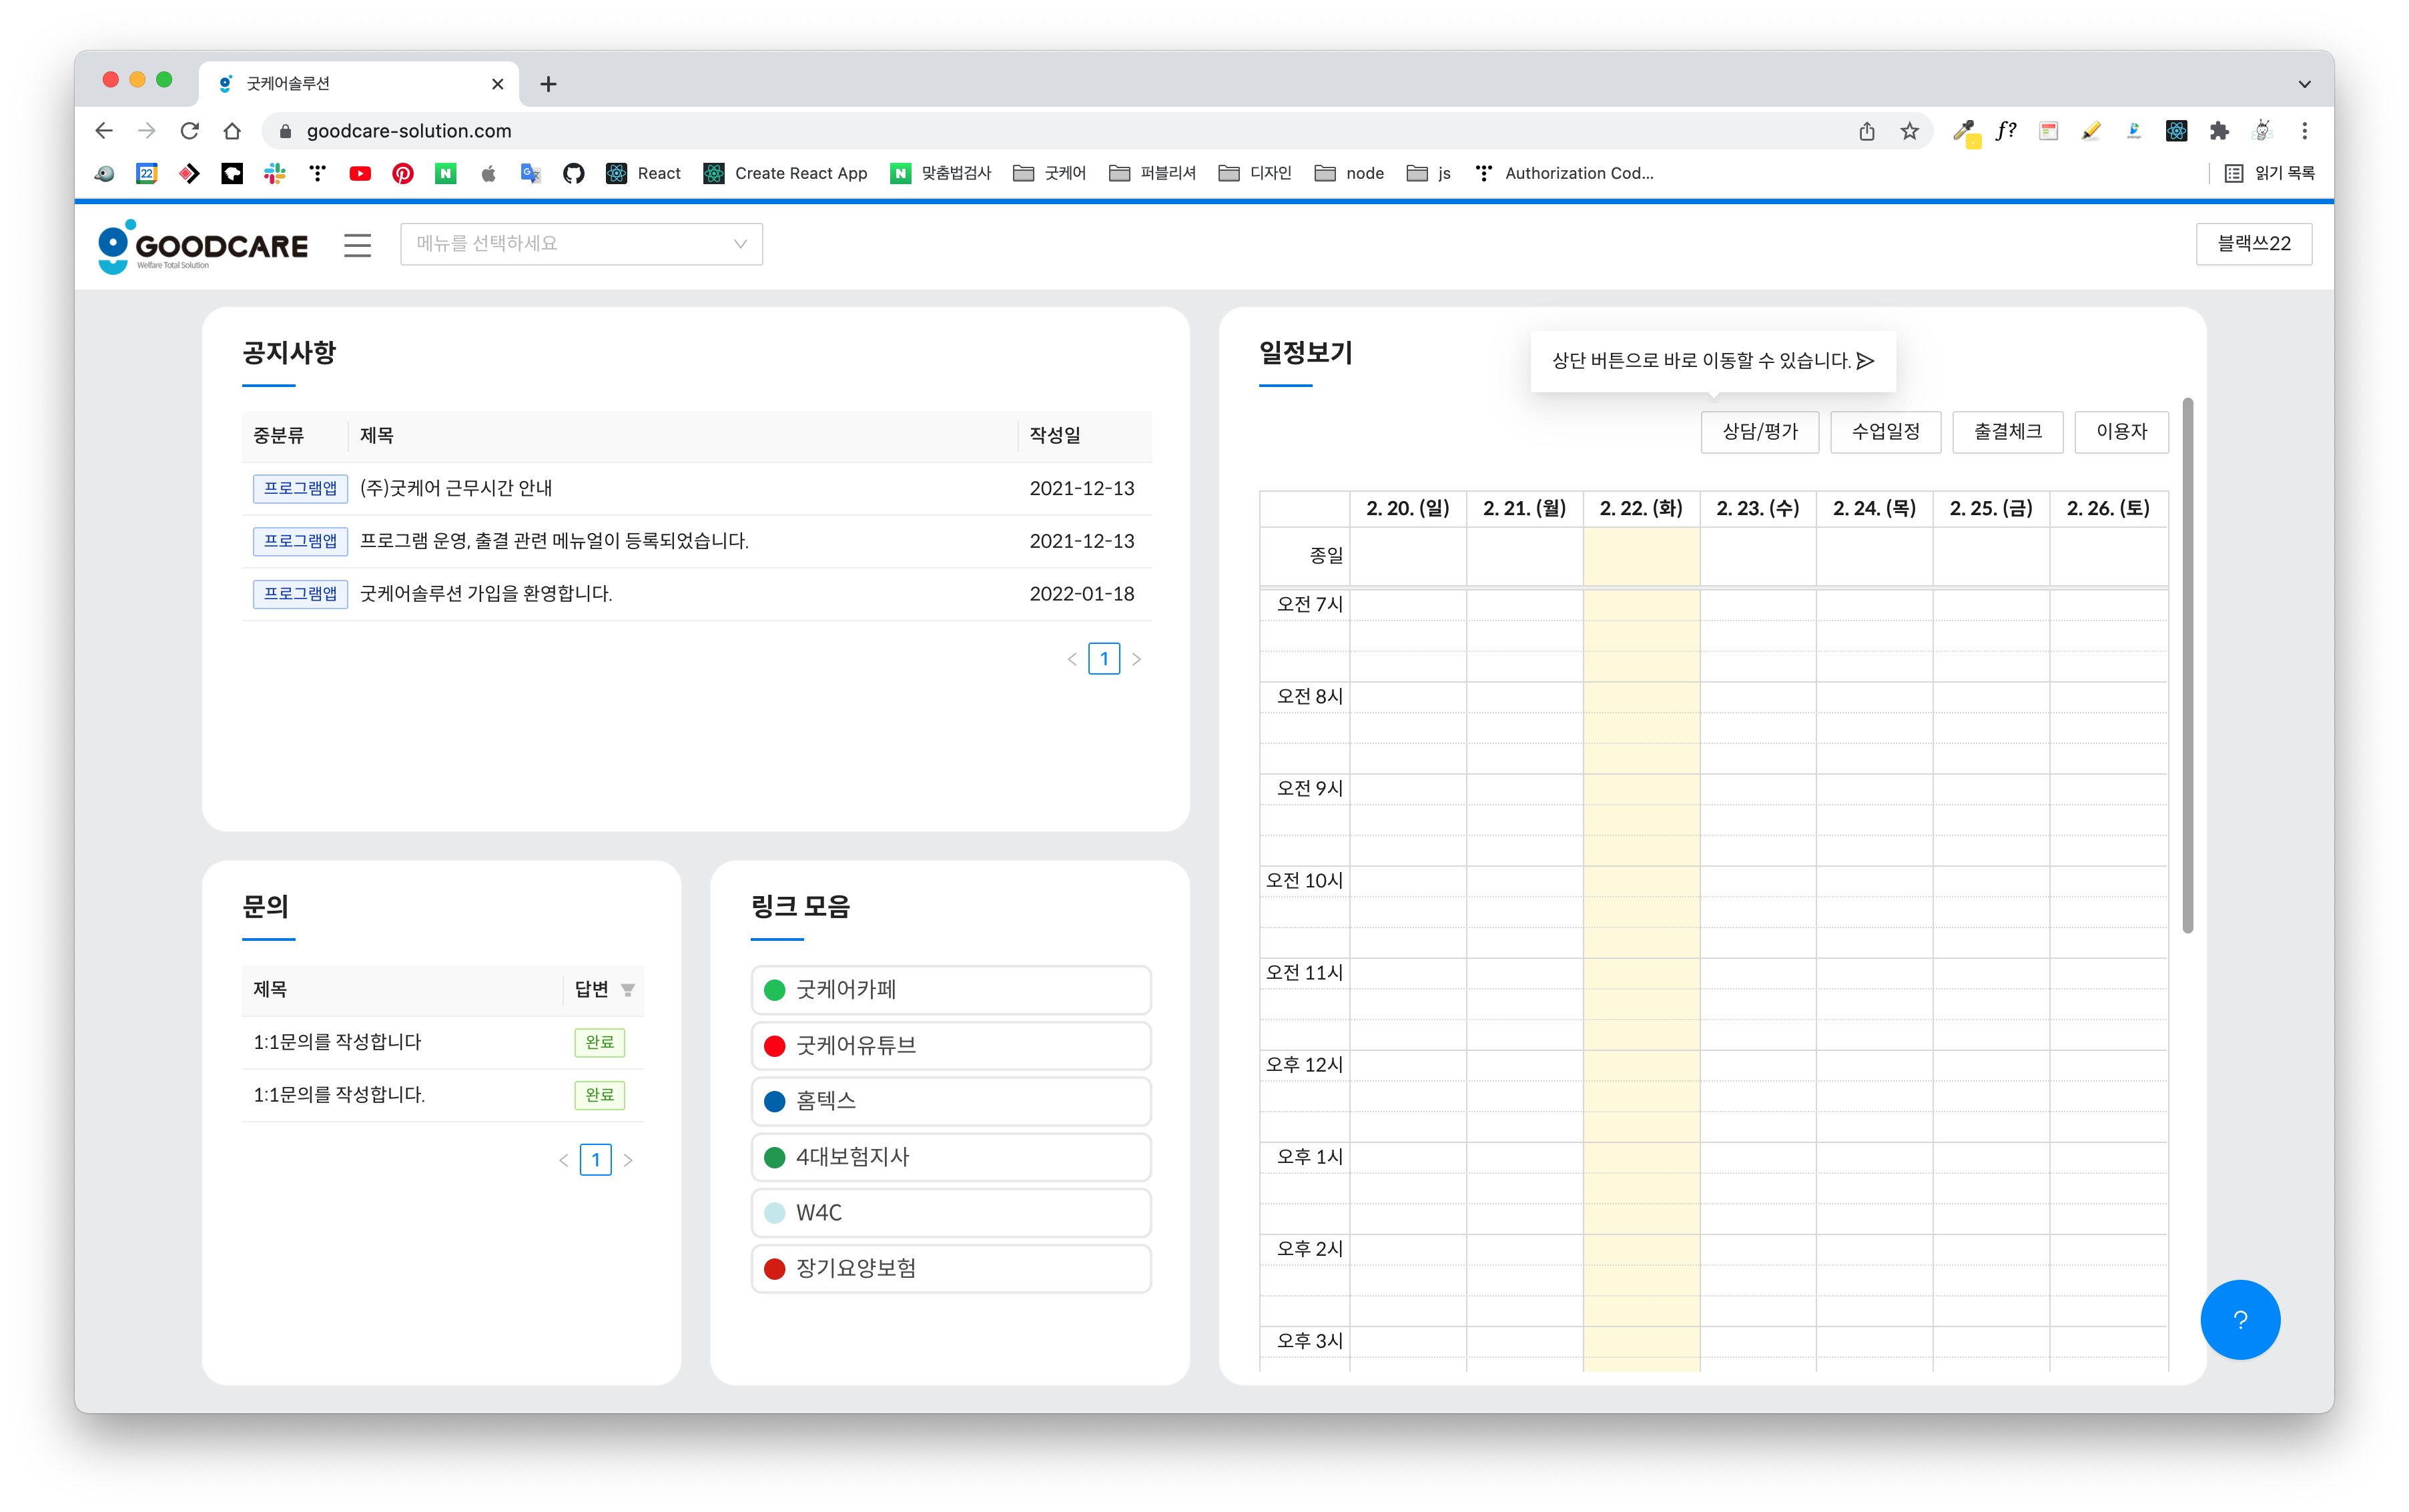 굿케어솔루션
goodcare-solution.com
React
Create React App
맞춤법검사
굿케어
퍼블리셔
디자인
node
js
Authorization Cod...
읽기 목록
GOODCARE
Welfare Total Solution
메뉴를 선택하세요
블랙쓰22
공지사항
중분류 제목 작성일
프로그램앱 (주)굿케어 근무시간 안내 2021-12-13
프로그램앱 프로그램 운영, 출결 관련 메뉴얼이 등록되었습니다. 2021-12-13
프로그램앱 굿케어솔루션 가입을 환영합니다. 2022-01-18
1
문의
제목 답변
1:1문의를 작성합니다 완료
1:1문의를 작성합니다. 완료
1
링크 모음
굿케어카페
굿케어유튜브
홈텍스
4대보험지사
W4C
장기요양보험
일정보기
상단 버튼으로 바로 이동할 수 있습니다.
상담/평가 수업일정 출결체크 이용자
2. 20. (일) 2. 21. (월) 2. 22. (화) 2. 23. (수) 2. 24. (목) 2. 25. (금) 2. 26. (토)
종일
오전 7시
오전 8시
오전 9시
오전 10시
오전 11시
오후 12시
오후 1시
오후 2시
오후 3시
?